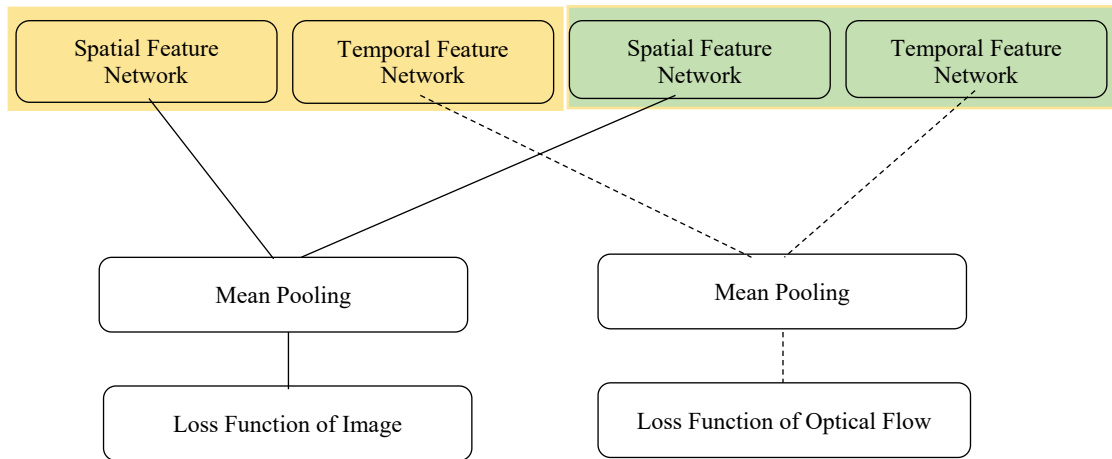 Spatial Feature
Network
Temporal Feature
Network
Spatial Feature
Network
Temporal Feature
Network
Mean Pooling
Mean Pooling
Loss Function of Image
Loss Function of Optical Flow